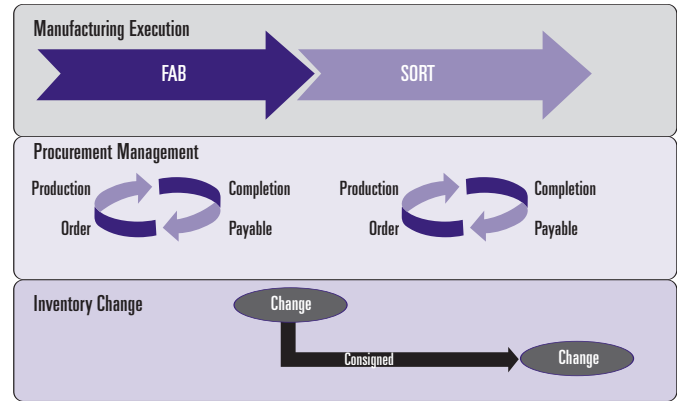 Manufacturing Execution
FAB SORT
Procurement Management
Production Completion Production Completion
Order Payable Order Payable
Inventory Change
Change
Consigned
Change